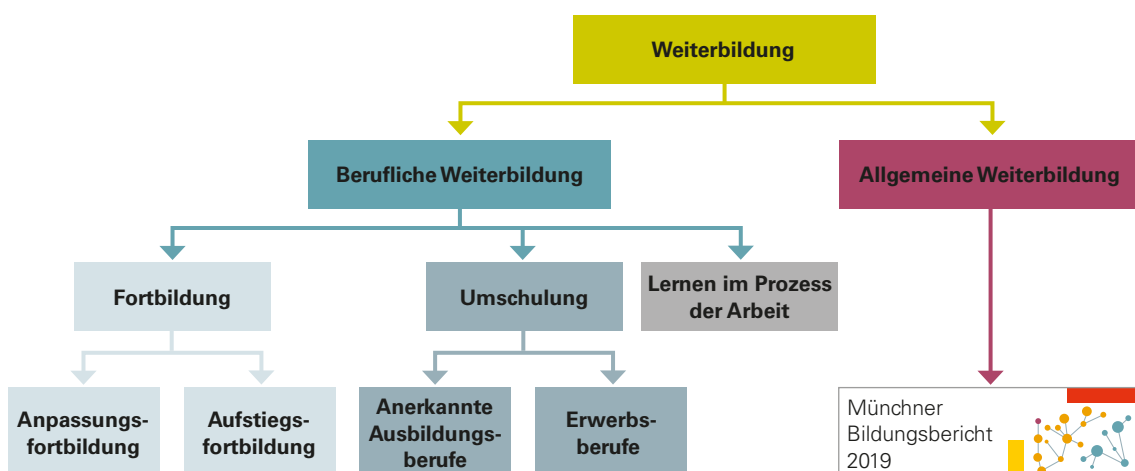 Weiterbildung
Berufliche Weiterbildung
Allgemeine Weiterbildung
Fortbildung
Umschulung
Lernen im Prozess
der Arbeit
Anpassungs-
fortbildung
Aufstiegs-
fortbildung
Anerkannte
Ausbildungs-
berufe
Erwerbs-
berufe
Münchner
Bildungsbericht
2019